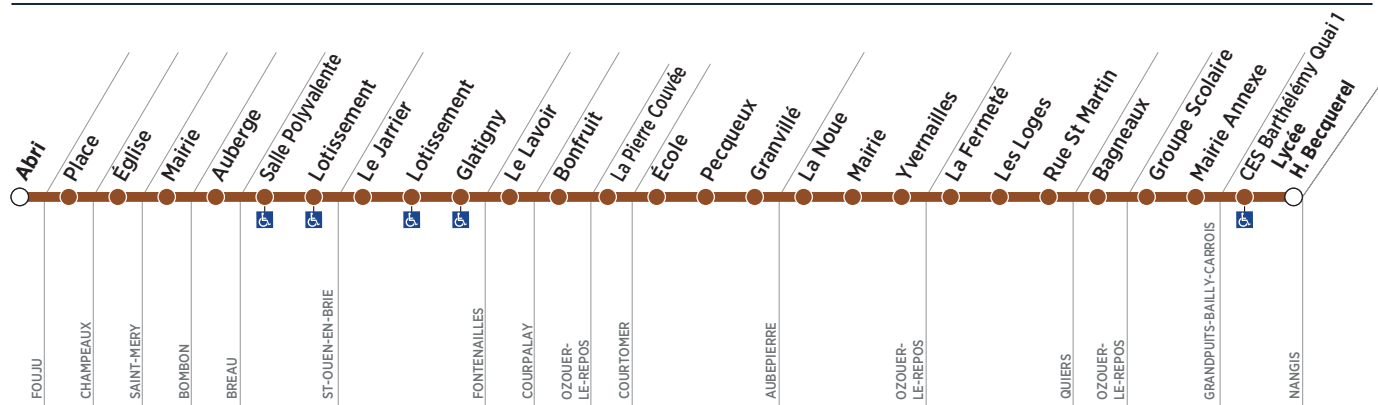 Abri
Place
Église
Mairie
Auberge
Salle Polyvalente
Lotissement
Le Jarrier
Lotissement
Glatigny
Le Lavoir
Bonfruit
La Pierre Couvée
École
Pecqueux
Granvillé
La Noue
Mairie
Yvernailles
La Fermeté
Les Loges
Rue St Martin
Bagneaux
Groupe Scolaire
Mairie Annexe
CES Barthélémy Quai 1
Lycée
H. Becquerel
FOUJU
CHAMPEAUX
SAINT-MERY
BOMBON
BREAU
ST-OUEN-EN-BRIE
FONTENAILLES
COURPALAY
OZOUER-
LE-REPOS
COURTOMER
AUBEPIERRE
OZOUER-
LE-REPOS
QUIERS
OZOUER-
LE-REPOS
GRANDPUITS-BAILLY-CARROIS
NANGIS